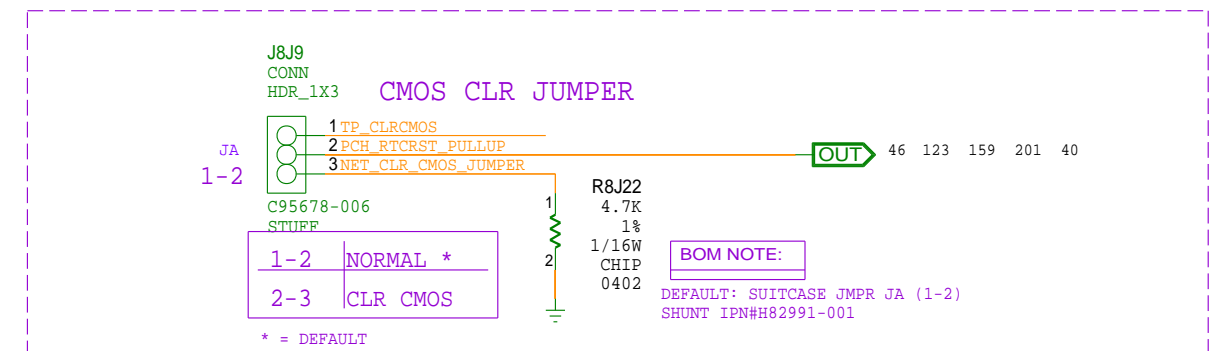 J8J9
CONN
HDR_1X3
CMOS CLR JUMPER
1 TP_CLRCMOS
2 PCH_RTCRST_PULLUP
3 NET_CLR_CMOS_JUMPER
JA
1-2
OUT 46 123 159 201 40
C95678-006
STUFF
1
2
R8J22
4.7K
1%
1/16W
CHIP
0402
1-2 NORMAL *
2-3 CLR CMOS
* = DEFAULT
BOM NOTE:
DEFAULT: SUITCASE JMPR JA (1-2)
SHUNT IPN#H82991-001